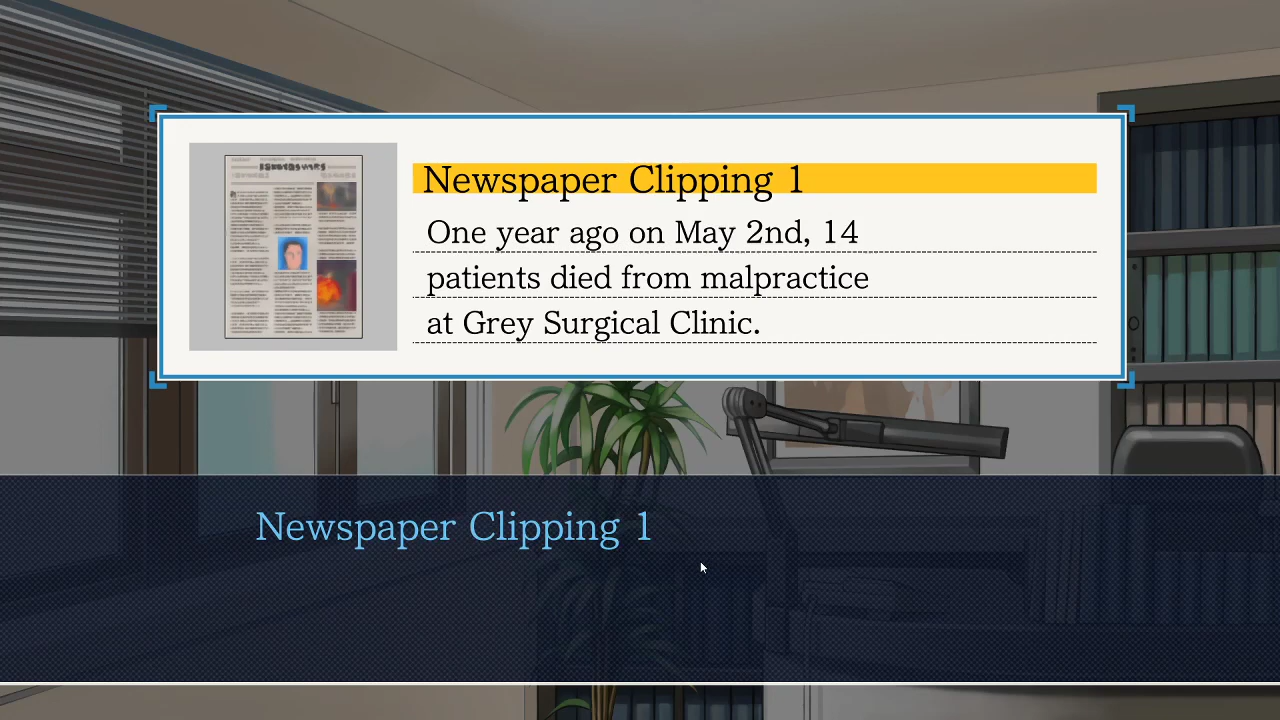 Newspaper Clipping 1
One year ago on May 2nd, 14
patients died from malpractice
at Grey Surgical Clinic.
Newspaper Clipping 1